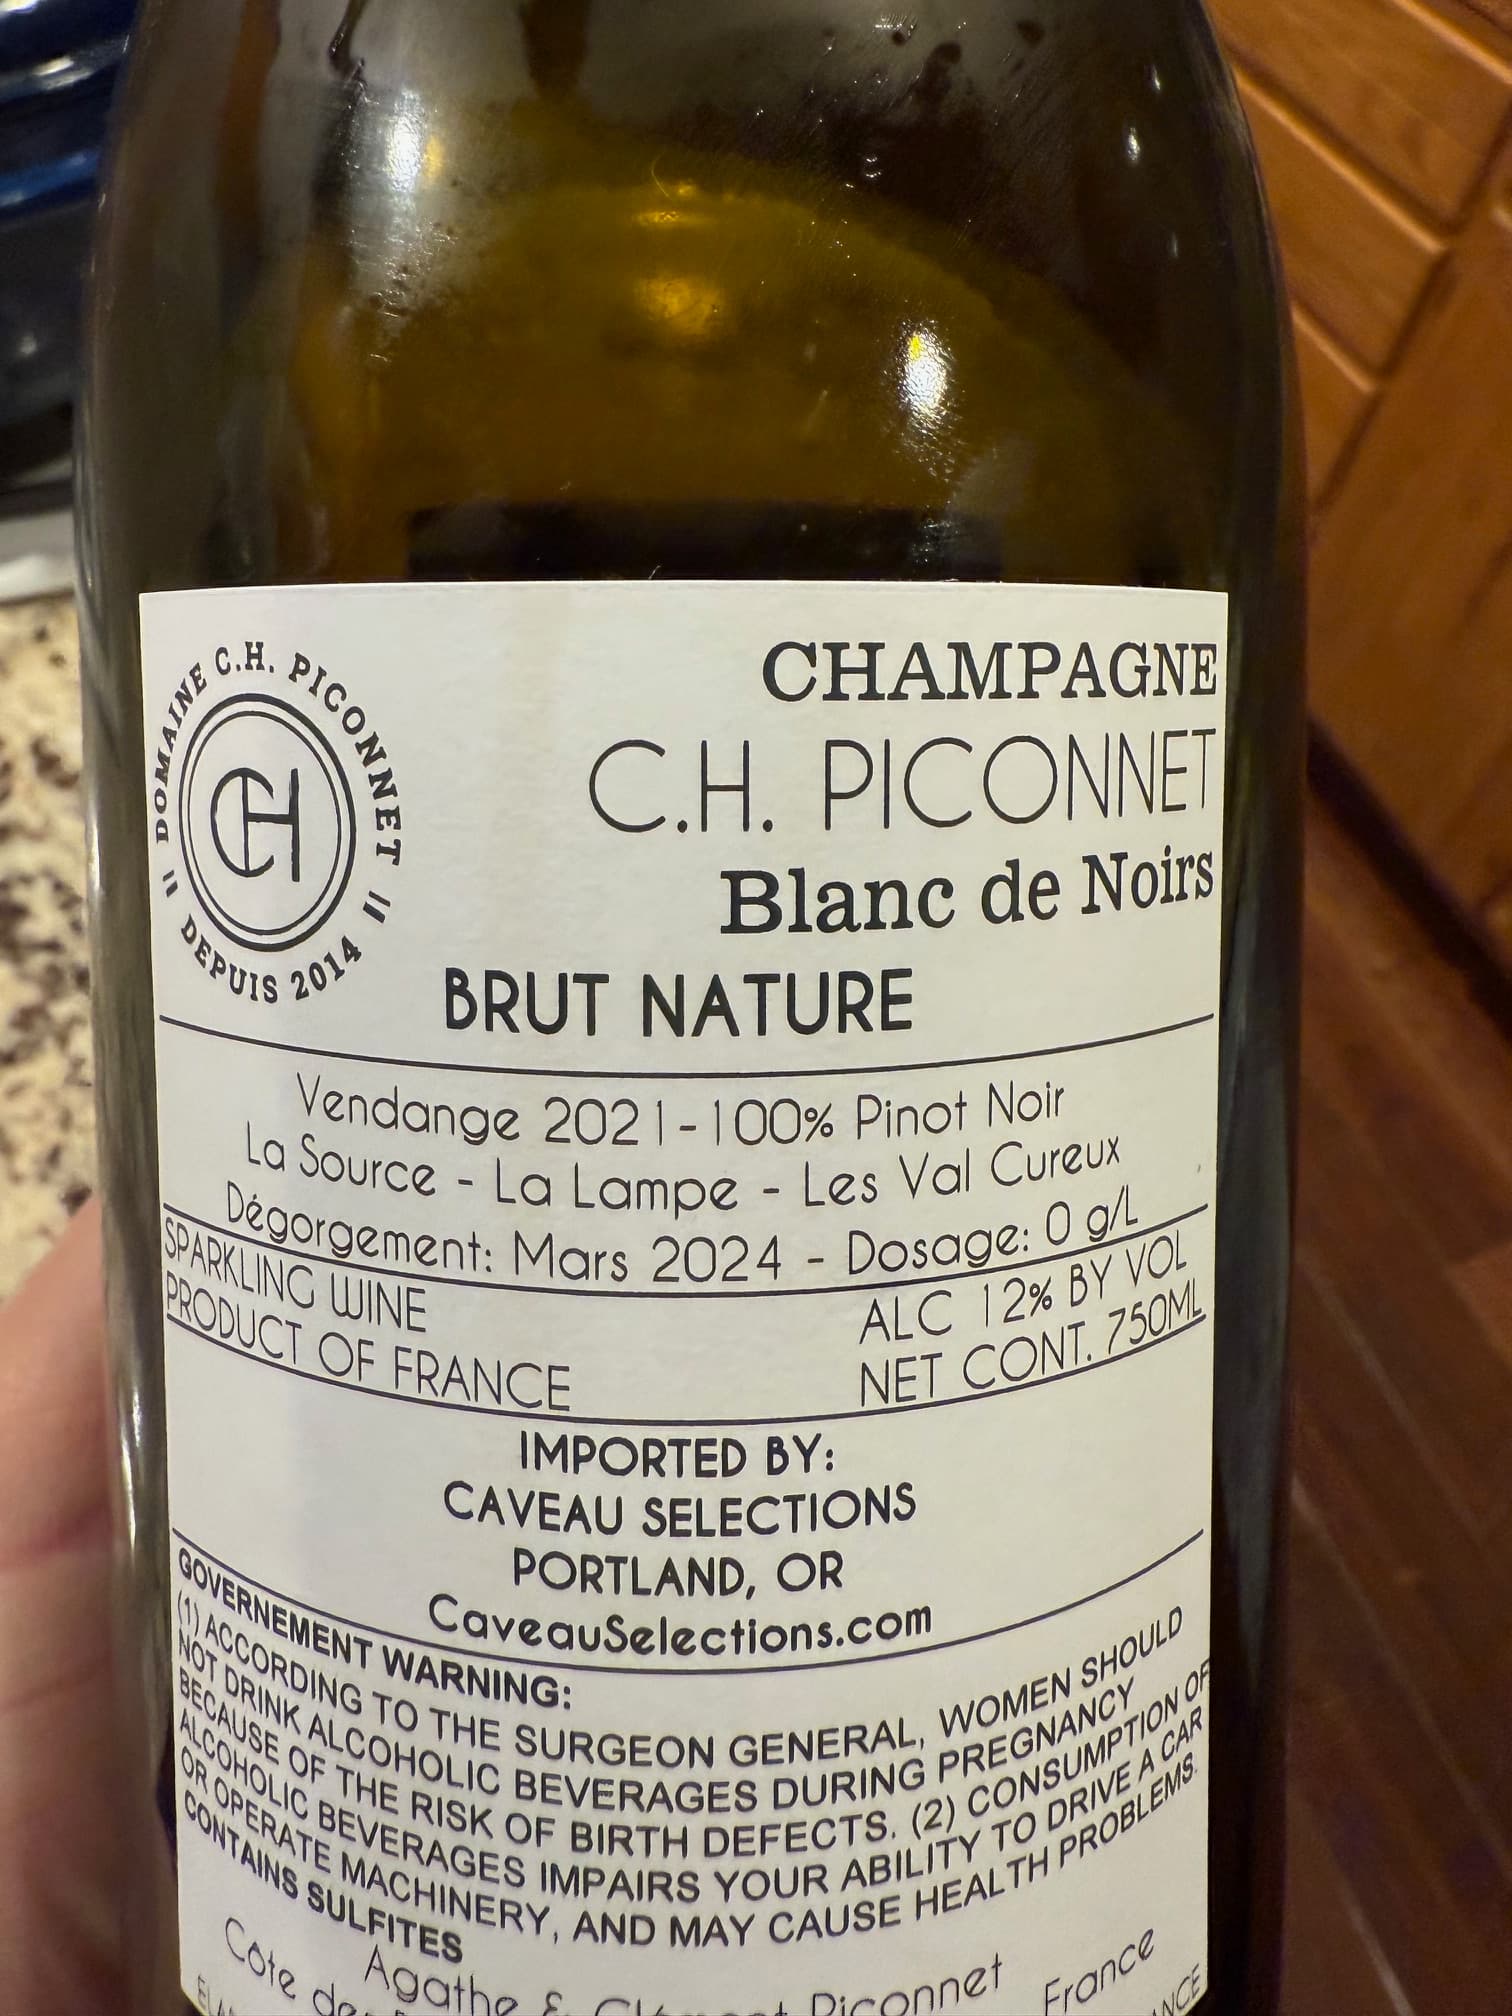 DOMAINE C.H. PICONNET
CH
DEPUIS 2014
CHAMPAGNE
C.H. PICONNET
Blanc de Noirs
BRUT NATURE
Vendange 2021-100% Pinot Noir
La Source - La Lampe - Les Val Cureux
Dégorgement: Mars 2024 - Dosage: 0 g/L
SPARKLING WINE ALC 12% BY VOL
PRODUCT OF FRANCE NET CONT. 750ML
IMPORTED BY:
CAVEAU SELECTIONS
PORTLAND, OR
CaveauSelections.com
GOVERNEMENT WARNING:
(1) ACCORDING TO THE SURGEON GENERAL, WOMEN SHOULD
NOT DRINK ALCOHOLIC BEVERAGES DURING PREGNANCY
BECAUSE OF THE RISK OF BIRTH DEFECTS. (2) CONSUMPTION OF
ALCOHOLIC BEVERAGES IMPAIRS YOUR ABILITY TO DRIVE A CAR
OR OPERATE MACHINERY, AND MAY CAUSE HEALTH PROBLEMS.
CONTAINS SULFITES
Agathe & Clément Piconnet
Côte des France